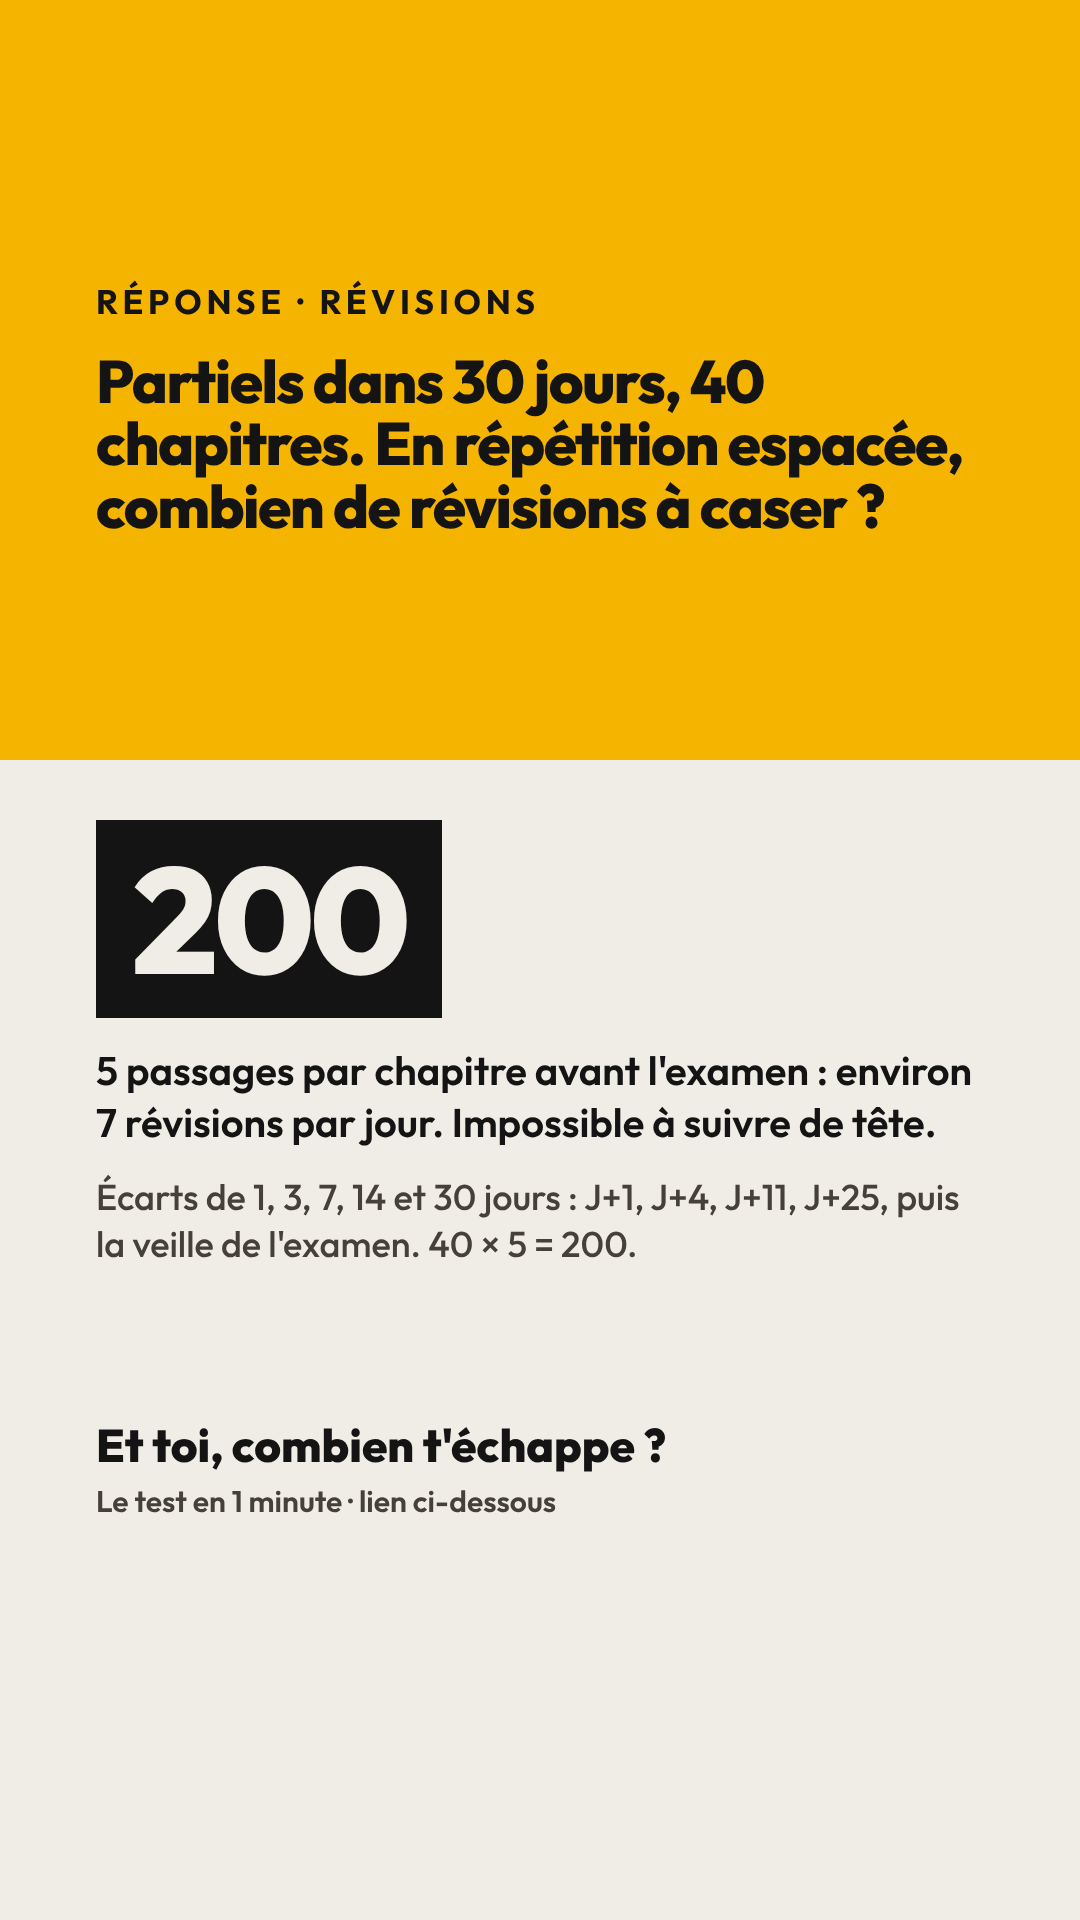 RÉPONSE · RÉVISIONS
Partiels dans 30 jours, 40
chapitres. En répétition espacée,
combien de révisions à caser ?
200
5 passages par chapitre avant l'examen : environ
7 révisions par jour. Impossible à suivre de tête.
Écarts de 1, 3, 7, 14 et 30 jours : J+1, J+4, J+11, J+25, puis
la veille de l'examen. 40 × 5 = 200.
Et toi, combien t'échappe ?
Le test en 1 minute · lien ci-dessous